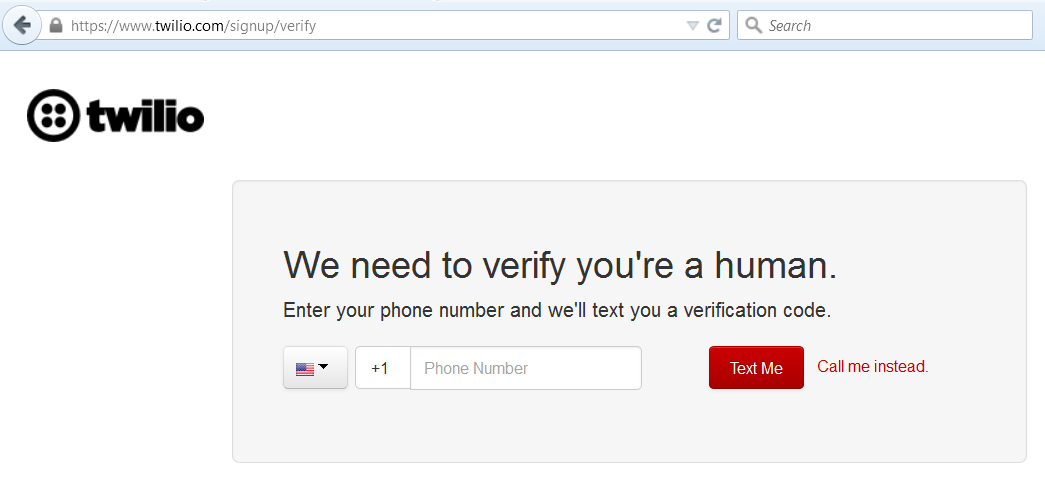 https://www.twilio.com/signup/verify
Search
twilio
We need to verify you're a human.
Enter your phone number and we'll text you a verification code.
+1 Phone Number Text Me Call me instead.